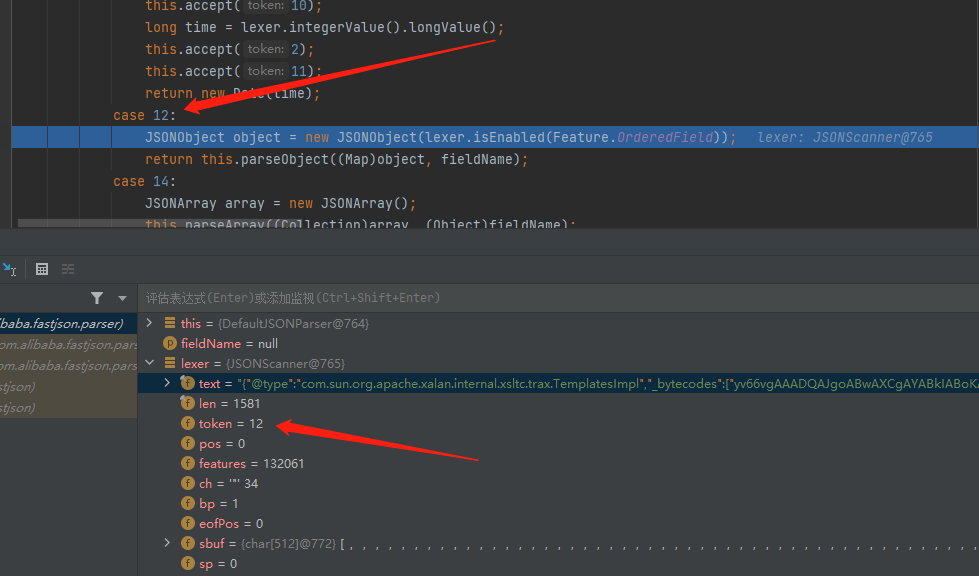 this.accept( token: 10);
long time = lexer.integerValue().longValue();
this.accept( token: 2);
this.accept( token: 11);
return new Date(time);
case 12:
JSONObject object = new JSONObject(lexer.isEnabled(Feature.OrderedField)); lexer: JSONScanner@765
return this.parseObject((Map)object, fieldName);
case 14:
JSONArray array = new JSONArray();
this.parseArray((Collection)array, (Object)fieldName);
评估表达式(Enter)或添加监视(Ctrl+Shift+Enter)
ibaba.fastjson.parser)
this = {DefaultJSONParser@764}
om.alibaba.fastjson.pars
fieldName = null
om.alibaba.fastjson.pars
lexer = {JSONScanner@765}
stjson)
text = "{"@type":"com.sun.org.apache.xalan.internal.xsltc.trax.TemplatesImpl","_bytecodes":["yv66vgAAADQAJgoABwAXCgAYABkIABoKA
stjson)
len = 1581
token = 12
pos = 0
features = 132061
ch = '"' 34
bp = 1
eofPos = 0
sbuf = {char[512]@772} [ , , , , , , , , , , , , , , , , , , , , , , , , , , , , , , , , , , , , , , , , , , , , , , , , ,
sp = 0